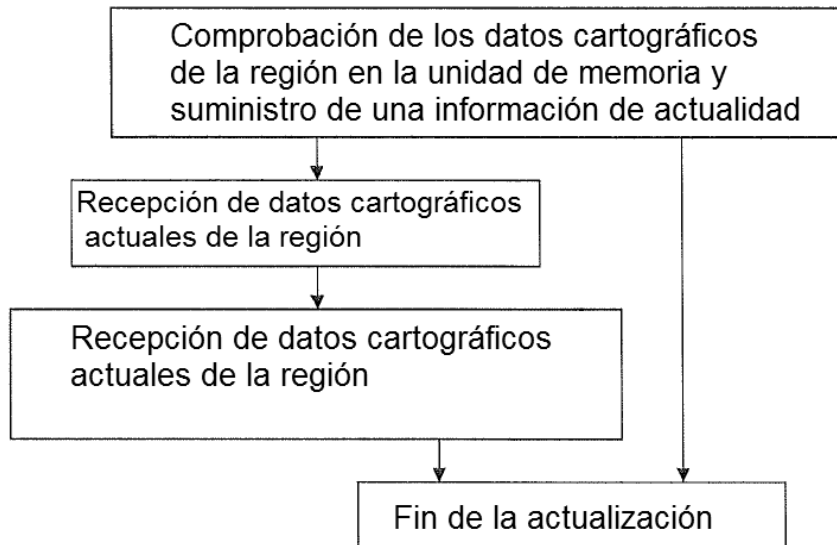 Comprobación de los datos cartográficos
de la región en la unidad de memoria y
suministro de una información de actualidad
Recepción de datos cartográficos
actuales de la región
Recepción de datos cartográficos
actuales de la región
Fin de la actualización